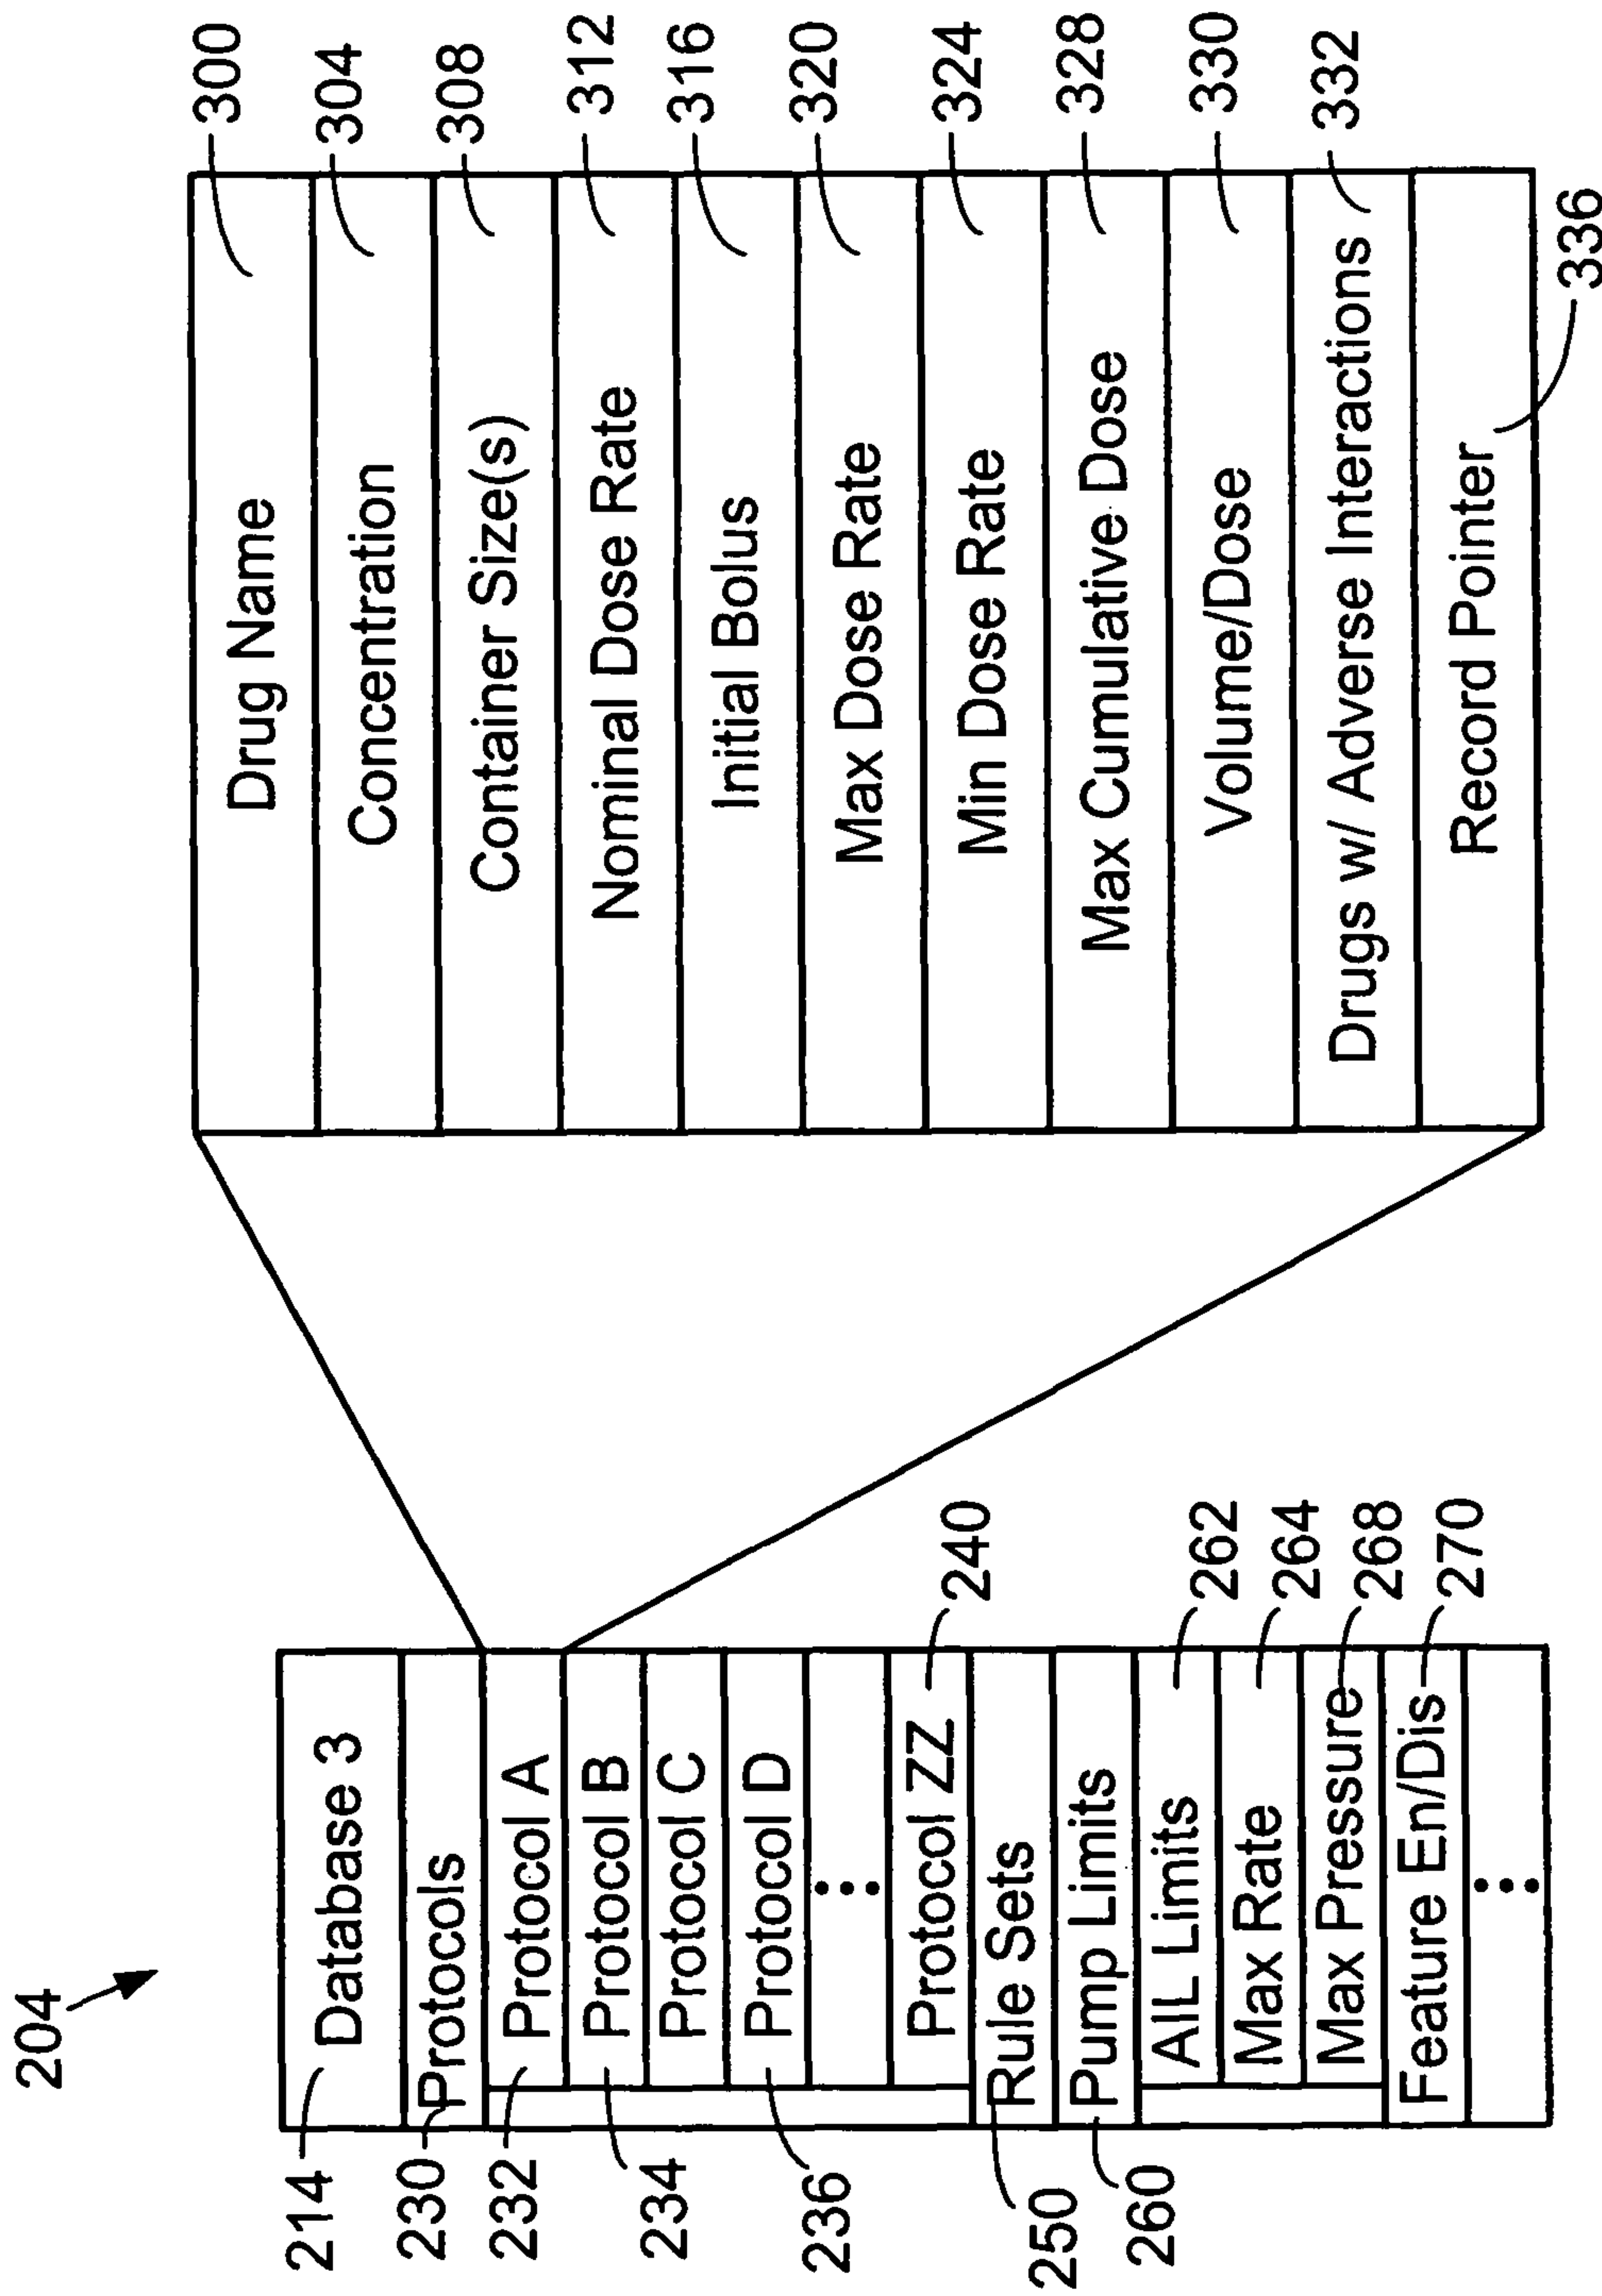 204
214
Database 3
230
Protocols
232
Protocol A
234
Protocol B
Protocol C
236
Protocol D
Protocol ZZ
240
250
Rule Sets
260
Pump Limits
AIL Limits
262
Max Rate
264
Max Pressure
268
Feature En/Dis
270
Drug Name
300
Concentration
304
Container Size(s)
308
Nominal Dose Rate
312
Initial Bolus
316
Max Dose Rate
320
Min Dose Rate
324
Max Cumulative Dose
328
Volume/Dose
330
Drugs w/ Adverse Interactions
332
Record Pointer
336